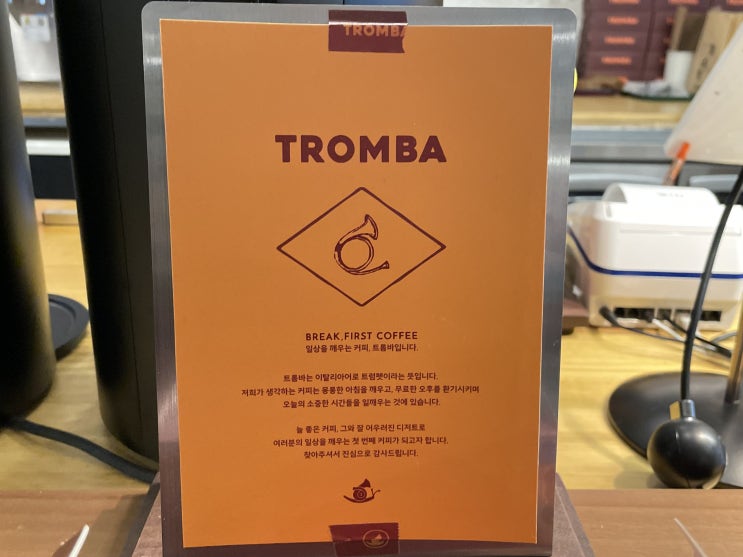 TROMBA
TROMBA
BREAK,FIRST COFFEE
일상을 깨우는 커피, 트롬바입니다.
트롬바는 이탈리아어로 트럼펫이라는 뜻입니다.
저희가 생각하는 커피는 몽롱한 아침을 깨우고, 무료한 오후를 환기시키며
오늘의 소중한 시간들을 일깨우는 것에 있습니다.
늘 좋은 커피, 그와 잘 어우러진 디저트로
여러분의 일상을 깨우는 첫 번째 커피가 되고자 합니다.
찾아주셔서 진심으로 감사드립니다.